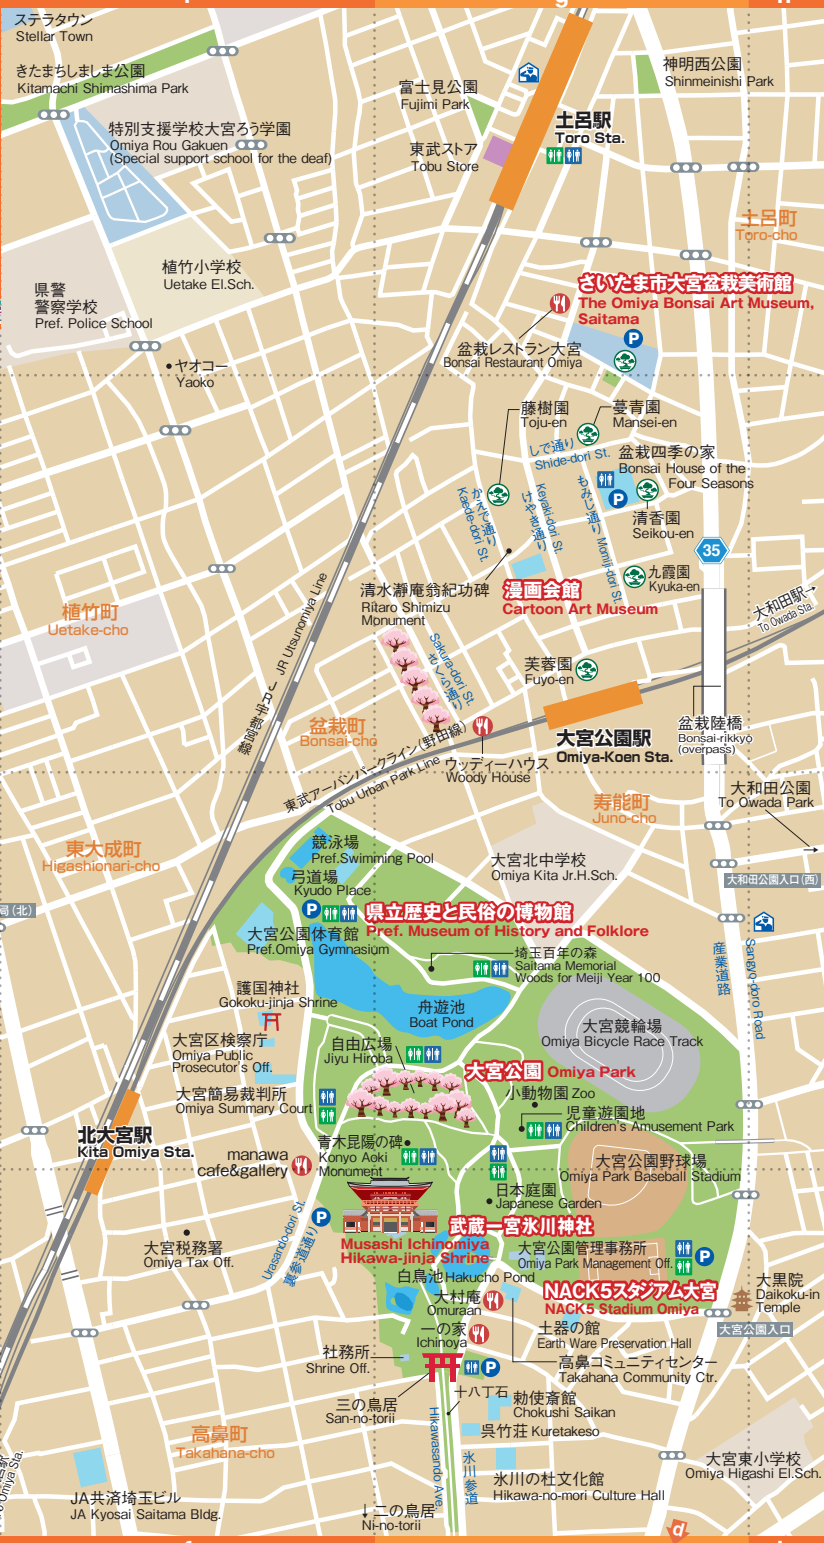 g
ステラタウン
Stellar Town
きたまちしましま公園
Kitamachi Shimashima Park
特別支援学校大宮ろう学園
Omiya Rou Gakuen
(Special support school for the deaf)
富士見公園
Fujimi Park
東武ストア
Tobu Store
土呂駅
Toro Sta.
神明西公園
Shinmeinishi Park
土呂町
Toro-cho
植竹小学校
Uetake El.Sch.
県警
警察学校
Pref. Police School
ヤオコー
Yaoko
さいたま市大宮盆栽美術館
The Omiya Bonsai Art Museum,
Saitama
P
盆栽レストラン大宮
Bonsai Restaurant Omiya
藤樹園
Toju-en
蔓青園
Mansei-en
しで通り
Shide-dori St.
盆栽四季の家
Bonsai House of the
Four Seasons
P
清香園
Seikou-en
かえで通り
Kaede-dori St.
けやき通り
Keyaki-dori St.
もみじ通り
Momiji-dori St.
35
九霞園
Kyuka-en
清水瀞庵翁紀功碑
Ritaro Shimizu
Monument
漫画会館
Cartoon Art Museum
大和田駅→
To Owada Sta.
植竹町
Uetake-cho
JR宇都宮線
JR Utsunomiya Line
Sakura-dori St.
さくら通り
芙蓉園
Fuyo-en
盆栽町
Bonsai-cho
大宮公園駅
Omiya-Koen Sta.
盆栽陸橋
Bonsai-rikkyo
(overpass)
東武アーバンパークライン(野田線)
Tobu Urban Park Line
ウッディーハウス
Woody House
寿能町
Juno-cho
大和田公園
To Owada Park
→
東大成町
Higashionari-cho
競泳場
Pref.Swimming Pool
弓道場
Kyudo Place
大宮北中学校
Omiya Kita Jr.H.Sch.
大和田公園入口(西)
局(北)
P
県立歴史と民俗の博物館
Pref. Museum of History and Folklore
大宮公園体育館
Pref.Omiya Gymnasium
埼玉百年の森
Saitama Memorial
Woods for Meiji Year 100
産業道路
Sangyo-doro Road
護国神社
Gokoku-jinja Shrine
舟遊池
Boat Pond
大宮競輪場
Omiya Bicycle Race Track
大宮区検察庁
Omiya Public
Prosecutor's Off.
自由広場
Jiyu Hiroba
大宮公園 Omiya Park
大宮簡易裁判所
Omiya Summary Court
小動物園 Zoo
児童遊園地
Children's Amusement Park
北大宮駅
Kita Omiya Sta.
manawa
cafe&gallery
青木昆陽の碑
Konyo Aoki
Monument
大宮公園野球場
Omiya Park Baseball Stadium
日本庭園
Japanese Garden
Urasando-dori St.
裏参道通り
P
武蔵一宮氷川神社
Musashi Ichinomiya
Hikawa-jinja Shrine
大宮税務署
Omiya Tax Off.
大宮公園管理事務所
Omiya Park Management Off.
P
白鳥池 Hakucho Pond
NACK5スタジアム大宮
NACK5 Stadium Omiya
大黒院
Daikoku-in
Temple
大村庵
Omuraan
大宮公園入口
一の家
Ichinoya
土器の館
Earth Ware Preservation Hall
社務所
Shrine Off.
P
高鼻コミュニティセンター
Takahana Community Ctr.
三の鳥居
San-no-torii
十八丁石
勅使斎館
Chokushi Saikan
呉竹荘 Kuretakeso
高鼻町
Takahana-cho
Hikawasando Ave.
氷川参道
大宮東小学校
Omiya Higashi El.Sch.
JA共済埼玉ビル
JA Kyosai Saitama Bldg.
氷川の杜文化館
Hikawa-no-mori Culture Hall
↓二の鳥居
Ni-no-torii
d